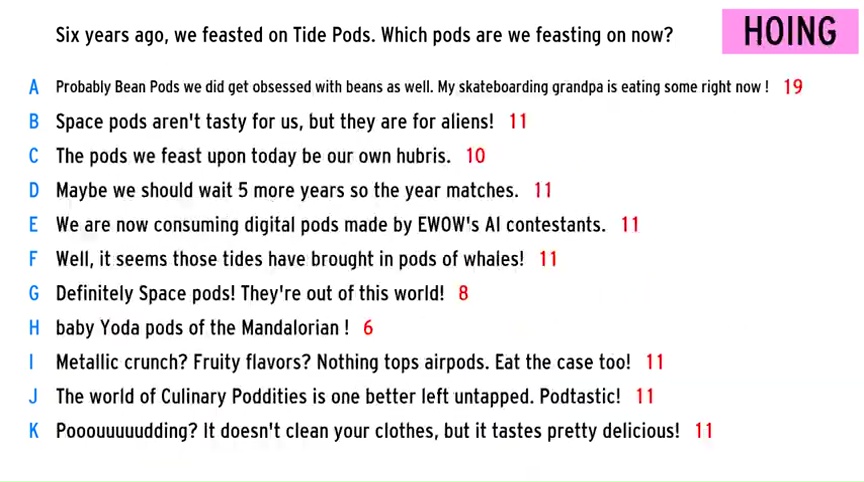 Six years ago, we feasted on Tide Pods. Which pods are we feasting on now?
HOING
A Probably Bean Pods we did get obsessed with beans as well. My skateboarding grandpa is eating some right now ! 19
B Space pods aren't tasty for us, but they are for aliens! 11
C The pods we feast upon today be our own hubris. 10
D Maybe we should wait 5 more years so the year matches. 11
E We are now consuming digital pods made by EWOW's AI contestants. 11
F Well, it seems those tides have brought in pods of whales! 11
G Definitely Space pods! They're out of this world! 8
H baby Yoda pods of the Mandalorian ! 6
I Metallic crunch? Fruity flavors? Nothing tops airpods. Eat the case too! 11
J The world of Culinary Poddities is one better left untapped. Podtastic! 11
K Pooouuuuudding? It doesn't clean your clothes, but it tastes pretty delicious! 11